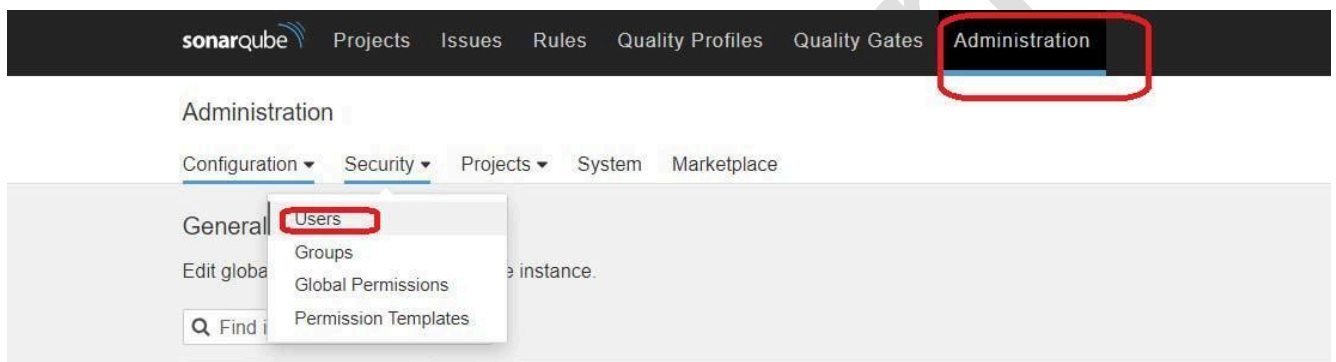 sonarqube Projects Issues Rules Quality Profiles Quality Gates Administration
Administration
Configuration Security Projects System Marketplace
General
Users
Groups
Edit globa
instance.
Global Permissions
Find i
Permission Templates